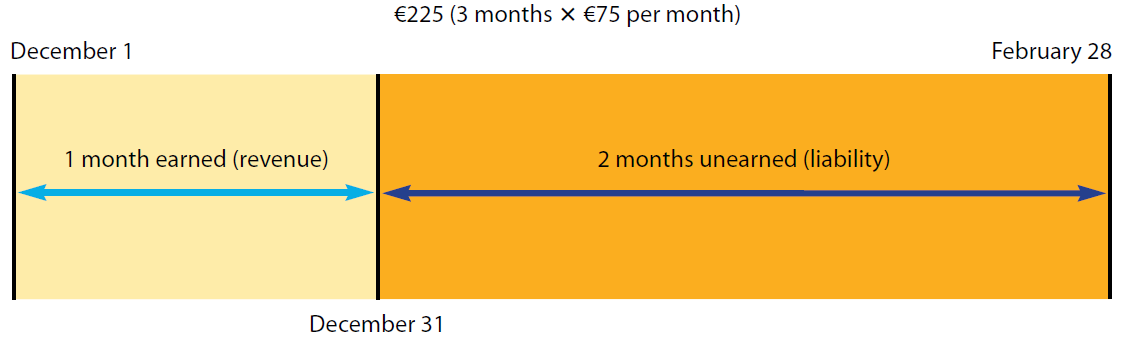 €225 (3 months × €75 per month)
December 1
February 28
1 month earned (revenue)
2 months unearned (liability)
December 31